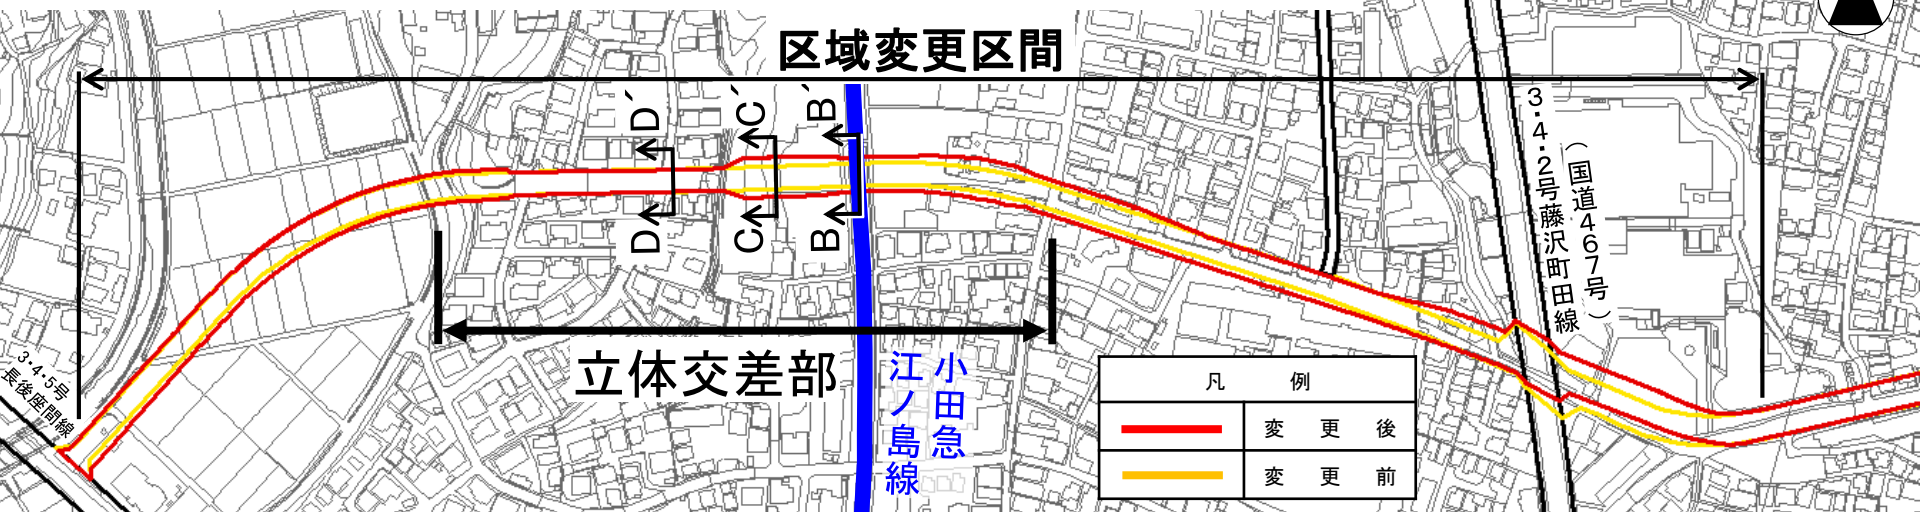 区域変更区間
D´
C´
B´
D
C
B
3・4・2号藤沢町田線
（国道467号）
立体交差部
小田急
江ノ島線
3・4・5号
長後座間線
凡例
変更後
変更前